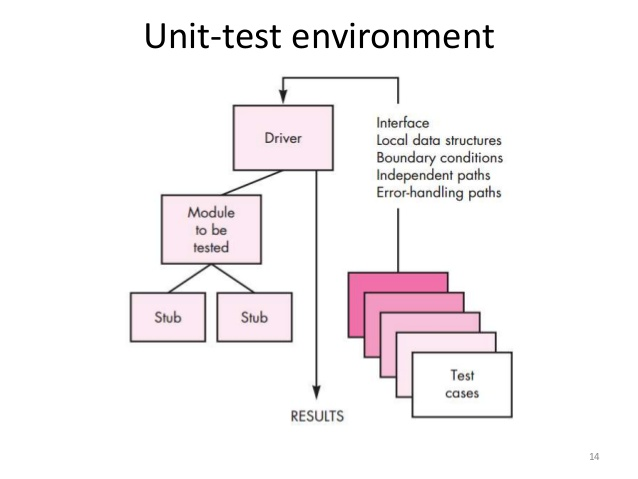 Unit-test environment
Driver
Interface
Local data structures
Boundary conditions
Independent paths
Error-handling paths
Module
to be
tested
Stub
Stub
Test
cases
RESULTS
14